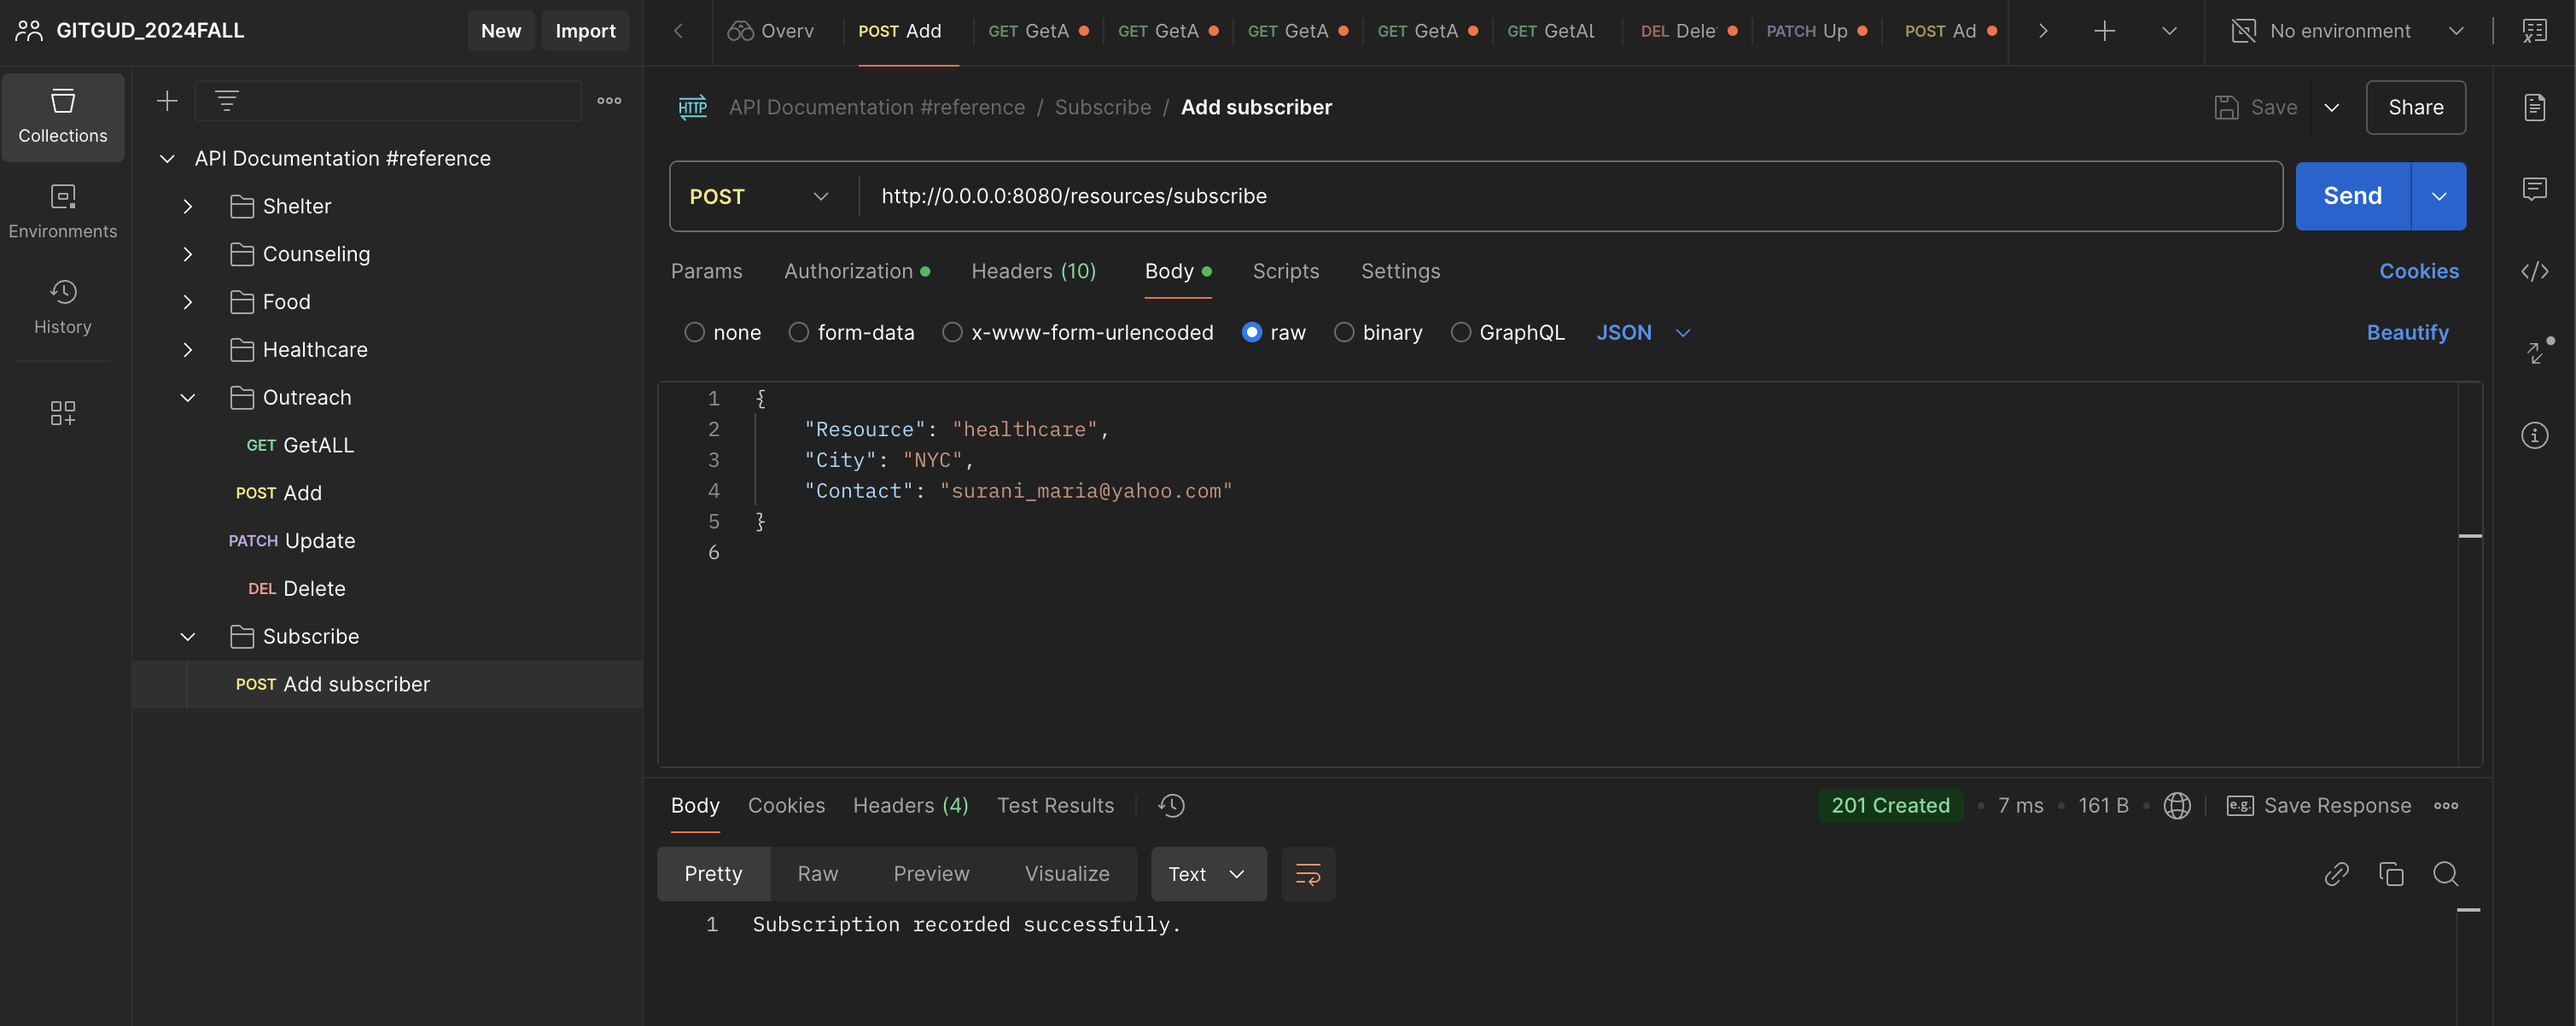 GITGUD_2024FALL
New
Import
Overv
POST Add
GET GetA
GET GetA
GET GetA
GET GetA
GET GetAL
DEL Dele
PATCH Up
POST Ad
No environment
Collections
Environments
History
API Documentation #reference
Shelter
Counseling
Food
Healthcare
Outreach
GET GetALL
POST Add
PATCH Update
DEL Delete
Subscribe
POST Add subscriber
HTTP
API Documentation #reference / Subscribe / Add subscriber
Save
Share
POST
http://0.0.0.0:8080/resources/subscribe
Send
Params
Authorization
Headers (10)
Body
Scripts
Settings
Cookies
none
form-data
x-www-form-urlencoded
raw
binary
GraphQL
JSON
Beautify
1 {
2 "Resource": "healthcare",
3 "City": "NYC",
4 "Contact": "surani_maria@yahoo.com"
5 }
6
Body
Cookies
Headers (4)
Test Results
201 Created
7 ms
161 B
e.g. Save Response
Pretty
Raw
Preview
Visualize
Text
1 Subscription recorded successfully.